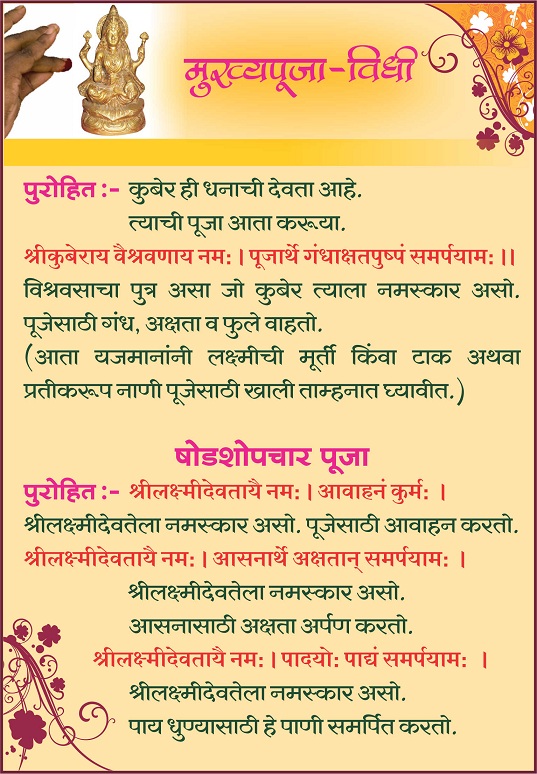 मुख्यपूजा-विधी
पुरोहित :- कुबेर ही धनाची देवता आहे.
त्याची पूजा आता करूया.
श्रीकुबेराय वैश्रवणाय नम: । पूजार्थे गंधाक्षतपुष्पं समर्पयाम: ।।
विश्रवसाचा पुत्र असा जो कुबेर त्याला नमस्कार असो.
पूजेसाठी गंध, अक्षता व फुले वाहतो.
(आता यजमानांनी लक्ष्मीची मूर्ती किंवा टाक अथवा
प्रतीकरूप नाणी पूजेसाठी खाली ताम्हनात घ्यावीत.)
षोडशोपचार पूजा
पुरोहित :- श्रीलक्ष्मीदेवतायै नम: । आवाहनं कुर्म: ।
श्रीलक्ष्मीदेवतेला नमस्कार असो. पूजेसाठी आवाहन करतो.
श्रीलक्ष्मीदेवतायै नम: । आसनार्थे अक्षतान् समर्पयाम: ।
श्रीलक्ष्मीदेवतेला नमस्कार असो.
आसनासाठी अक्षता अर्पण करतो.
श्रीलक्ष्मीदेवतायै नम: । पादयो: पाद्यं समर्पयाम: ।
श्रीलक्ष्मीदेवतेला नमस्कार असो.
पाय धुण्यासाठी हे पाणी समर्पित करतो.